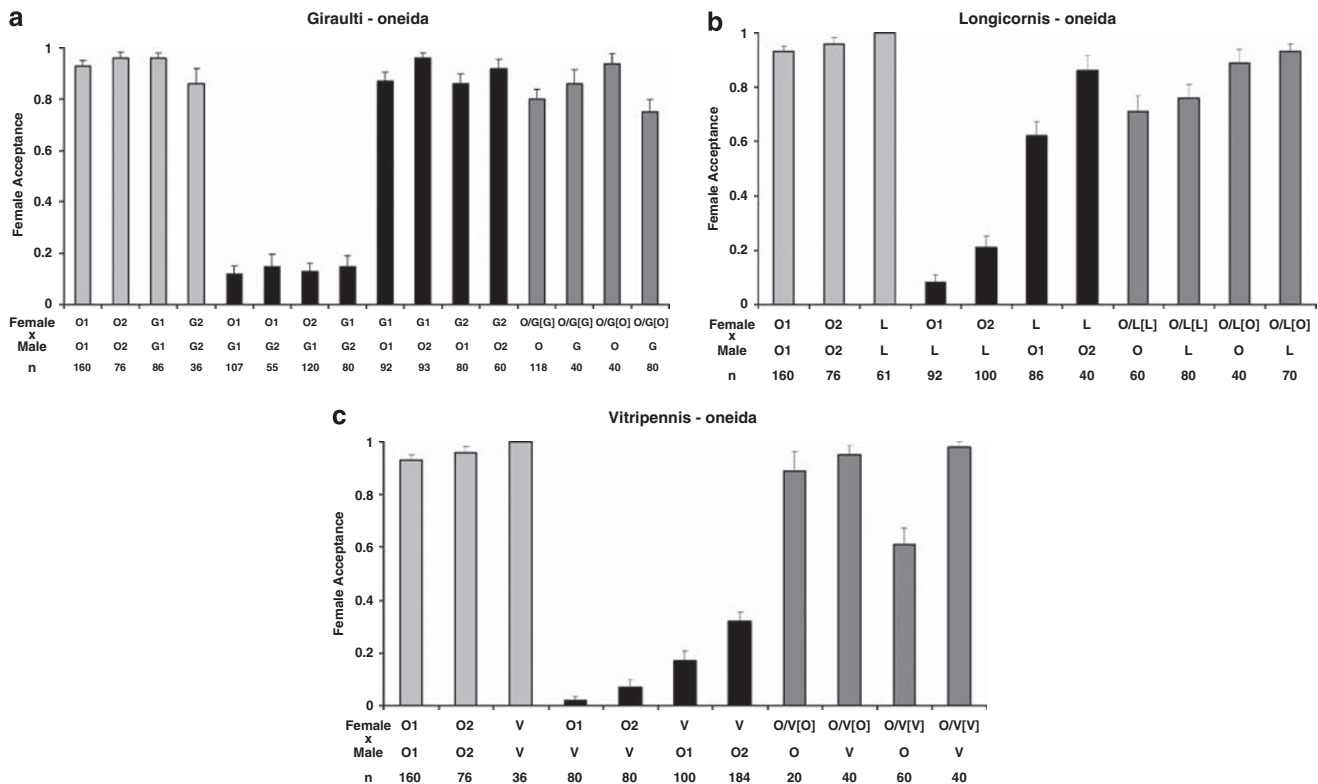 a
Giraulti - oneida
1
0.8
0.6
0.4
0.2
0
Female Acceptance
Female O1 O2 G1 G2 O1 O1 O2 G1 G1 G1 G2 G2 O/G[G] O/G[G] O/G[O] O/G[O]
x
Male O1 O2 G1 G2 G1 G2 G1 G2 O1 O2 O1 O2 O G O G
n 160 76 86 36 107 55 120 80 92 93 80 60 118 40 40 80
b
Longicornis - oneida
1
0.8
0.6
0.4
0.2
0
Female Acceptance
Female O1 O2 L O1 O2 L L O/L[L] O/L[L] O/L[O] O/L[O]
x
Male O1 O2 L L L O1 O2 O L O L
n 160 76 61 92 100 86 40 60 80 40 70
c
Vitripennis - oneida
1
0.8
0.6
0.4
0.2
0
Female Acceptance
Female O1 O2 V O1 O2 V V O/V[O] O/V[O] O/V[V] O/V[V]
x
Male O1 O2 V V V O1 O2 O V O V
n 160 76 36 80 80 100 184 20 40 60 40